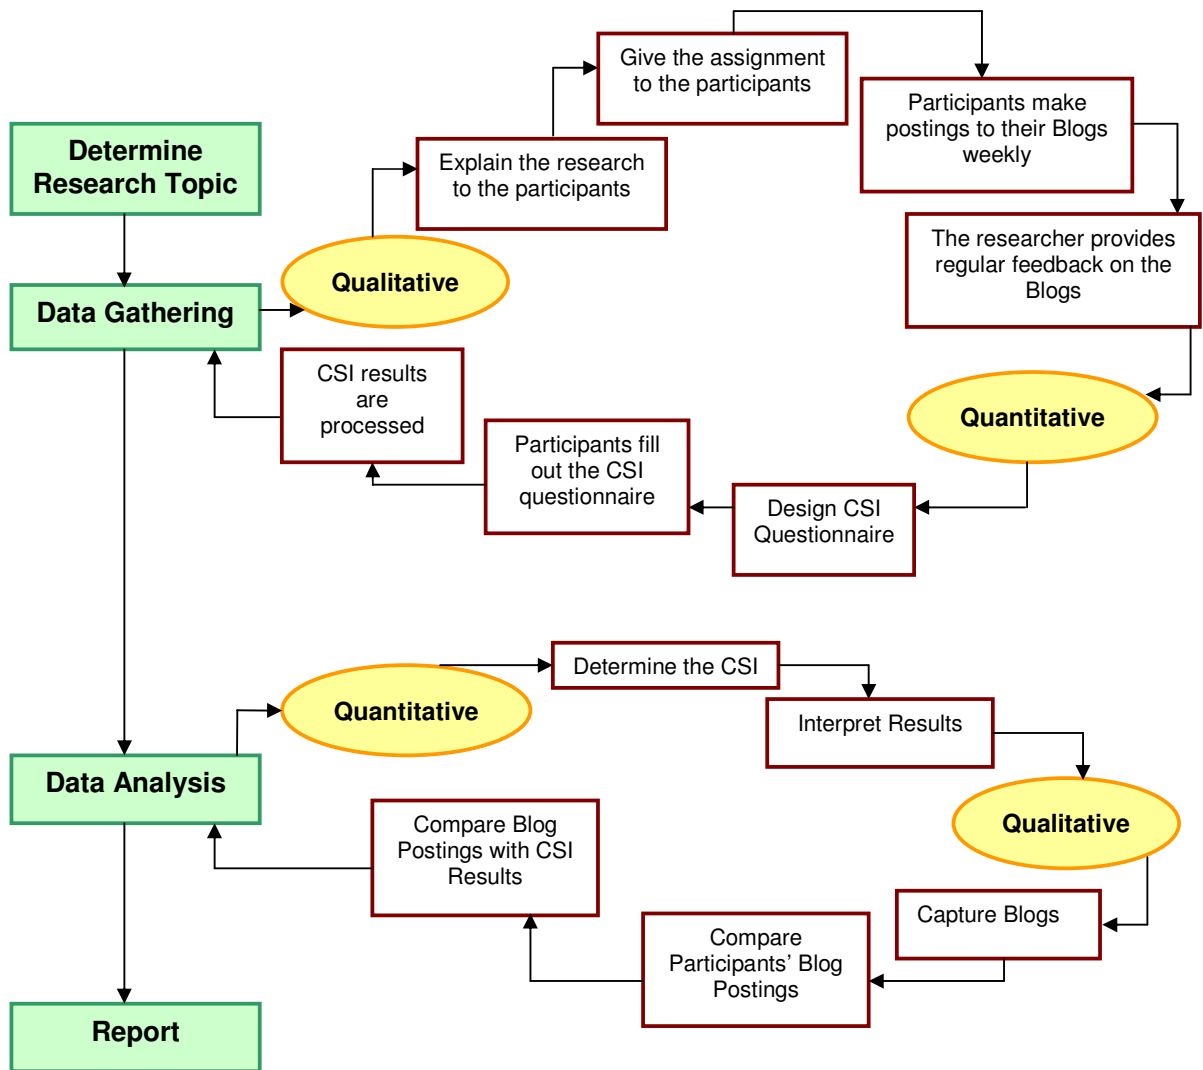 Determine
Research Topic
Data Gathering
Qualitative
Explain the research
to the participants
Give the assignment
to the participants
Participants make
postings to their Blogs
weekly
The researcher provides
regular feedback on the
Blogs
Quantitative
Design CSI
Questionnaire
Participants fill
out the CSI
questionnaire
CSI results
are
processed
Data Analysis
Quantitative
Determine the CSI
Interpret Results
Qualitative
Capture Blogs
Compare
Participants’ Blog
Postings
Compare Blog
Postings with CSI
Results
Report